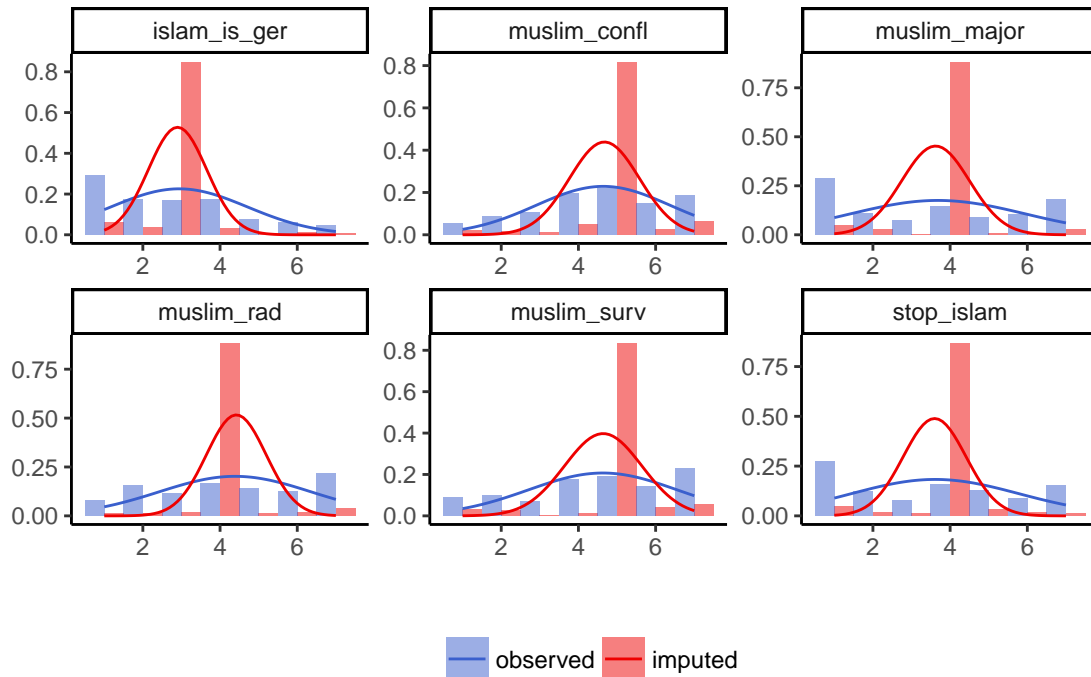 islam_is_ger muslim_confl muslim_major
0.8 0.8 0.75
0.6 0.6 0.50
0.4 0.4 0.25
0.2 0.2 0.00
0.0 0.0
2 4 6 2 4 6 2 4 6
muslim_rad muslim_surv stop_islam
0.75 0.8 0.75
0.50 0.6 0.50
0.25 0.4 0.25
0.00 0.2 0.00
0.0
2 4 6 2 4 6 2 4 6
observed imputed